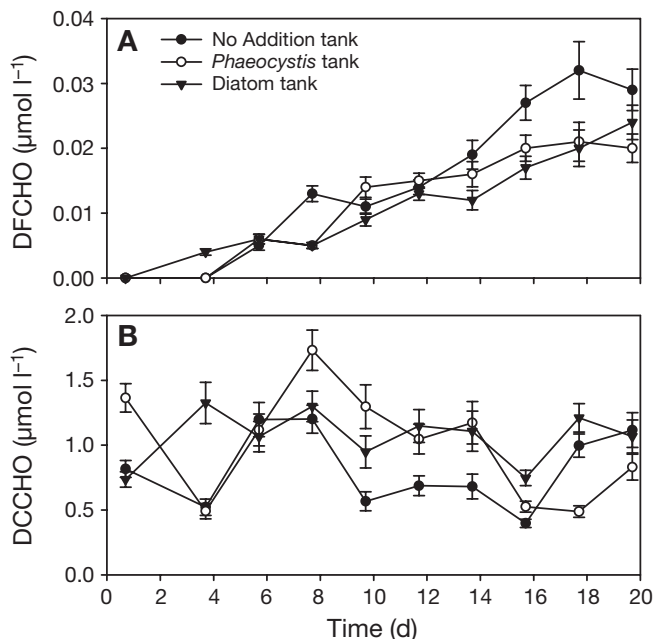 A
No Addition tank
Phaeocystis tank
Diatom tank
DFCHO (µmol l⁻¹)
0.04
0.03
0.02
0.01
0.00
B
DCCHO (µmol l⁻¹)
2.0
1.5
1.0
0.5
0.0
0 2 4 6 8 10 12 14 16 18 20
Time (d)